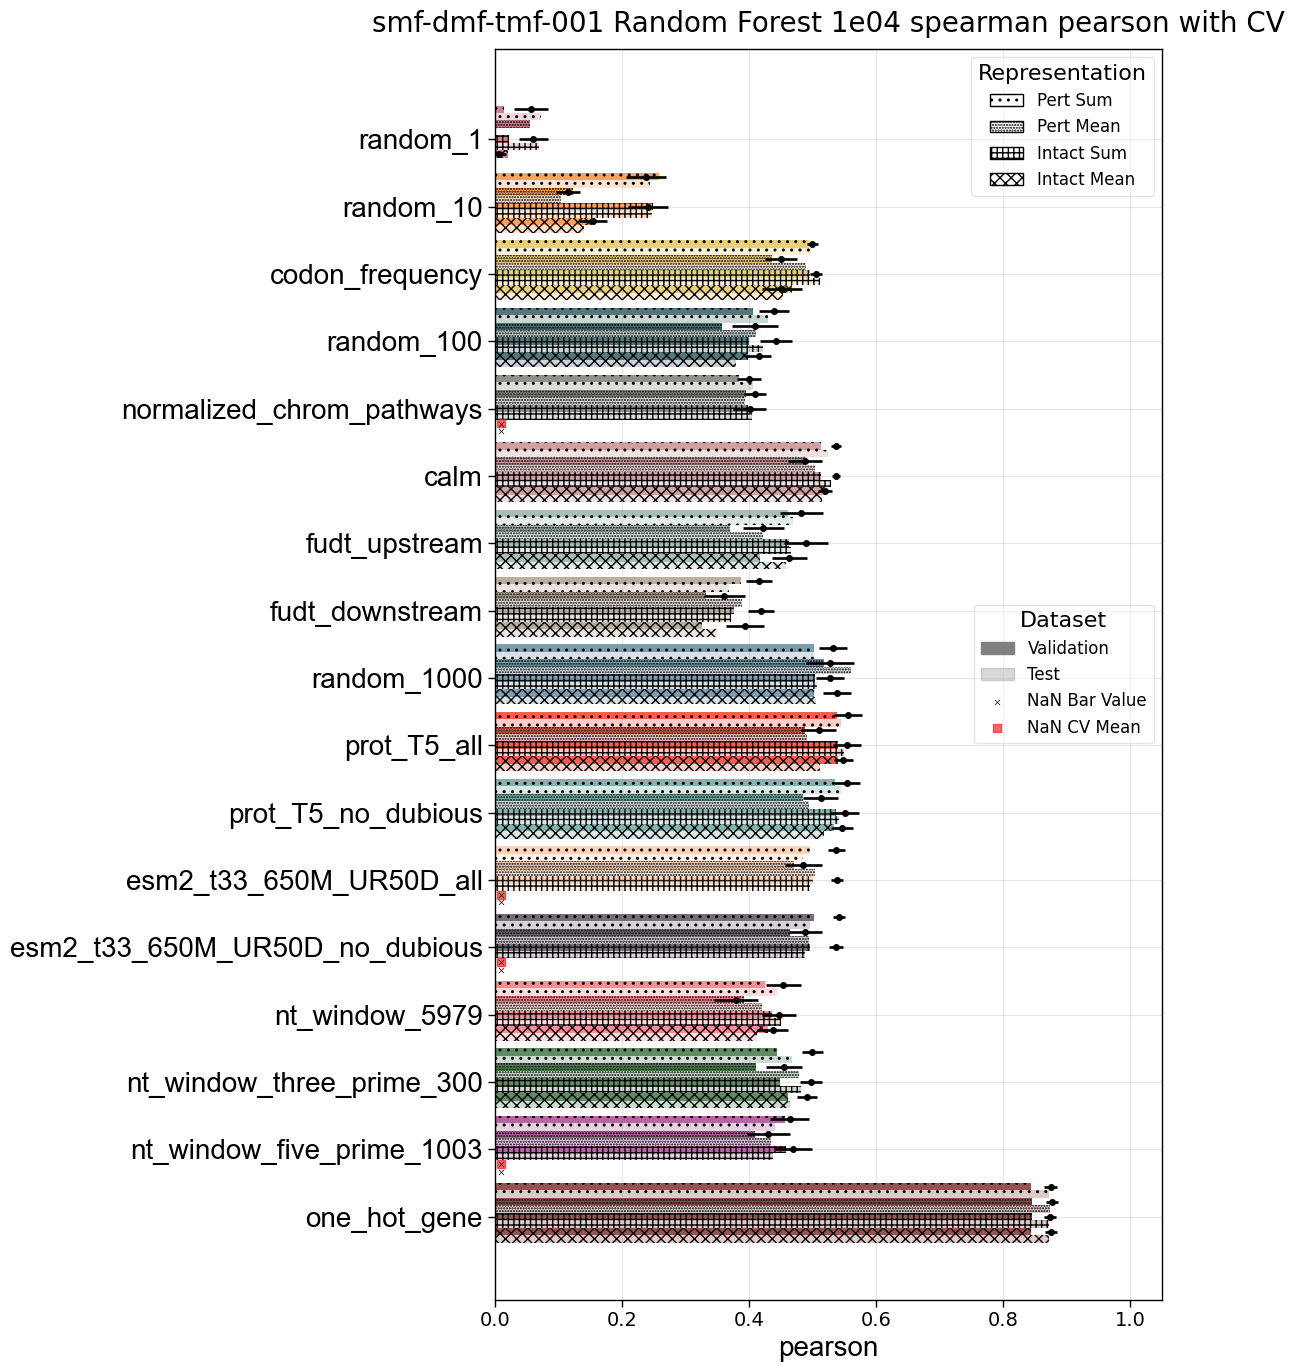 smf-dmf-tmf-001 Random Forest 1e04 spearman pearson with CV
Representation
Pert Sum
Pert Mean
Intact Sum
Intact Mean
random_1
random_10
codon_frequency
random_100
normalized_chrom_pathways
calm
fudt_upstream
fudt_downstream
random_1000
prot_T5_all
prot_T5_no_dubious
esm2_t33_650M_UR50D_all
esm2_t33_650M_UR50D_no_dubious
nt_window_5979
nt_window_three_prime_300
nt_window_five_prime_1003
one_hot_gene
Dataset
Validation
Test
NaN Bar Value
NaN CV Mean
0.0 0.2 0.4 0.6 0.8 1.0
pearson